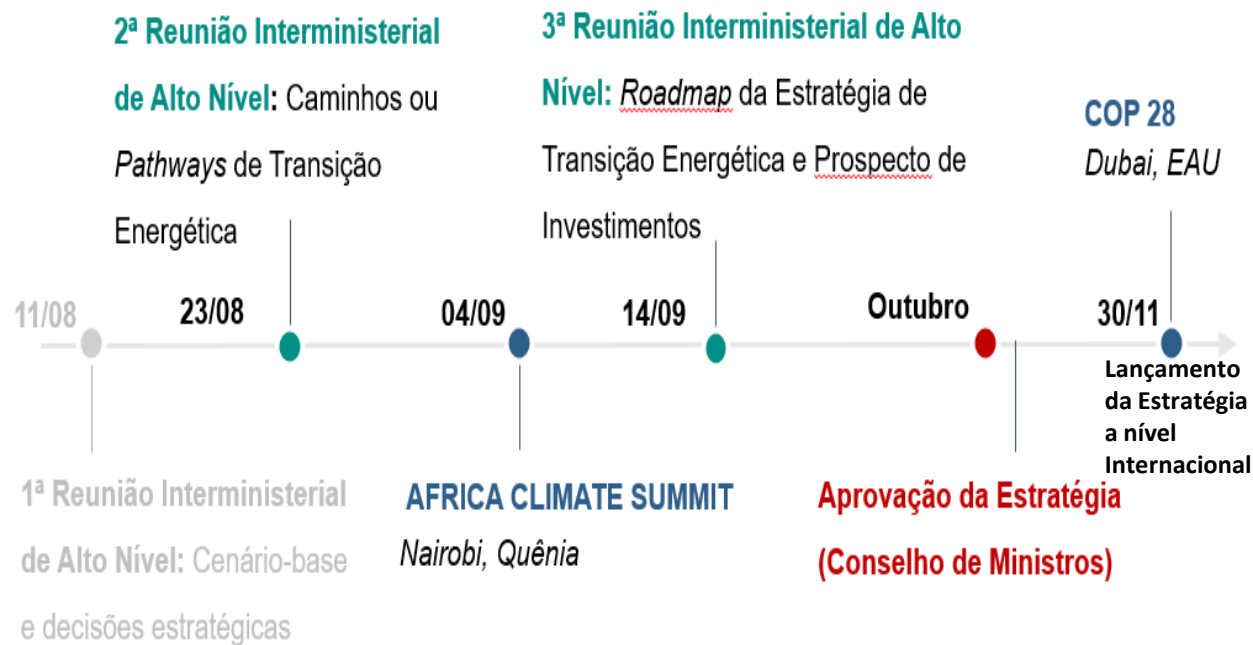 2ª Reunião Interministerial
de Alto Nível: Caminhos ou
Pathways de Transição
Energética
3ª Reunião Interministerial de Alto
Nível: Roadmap da Estratégia de
Transição Energética e Prospecto de
Investimentos
COP 28
Dubai, EAU
11/08
23/08
04/09
14/09
Outubro
30/11
Lançamento
da Estratégia
a nível
Internacional
1ª Reunião Interministerial
de Alto Nível: Cenário-base
e decisões estratégicas
AFRICA CLIMATE SUMMIT
Nairobi, Quênia
Aprovação da Estratégia
(Conselho de Ministros)